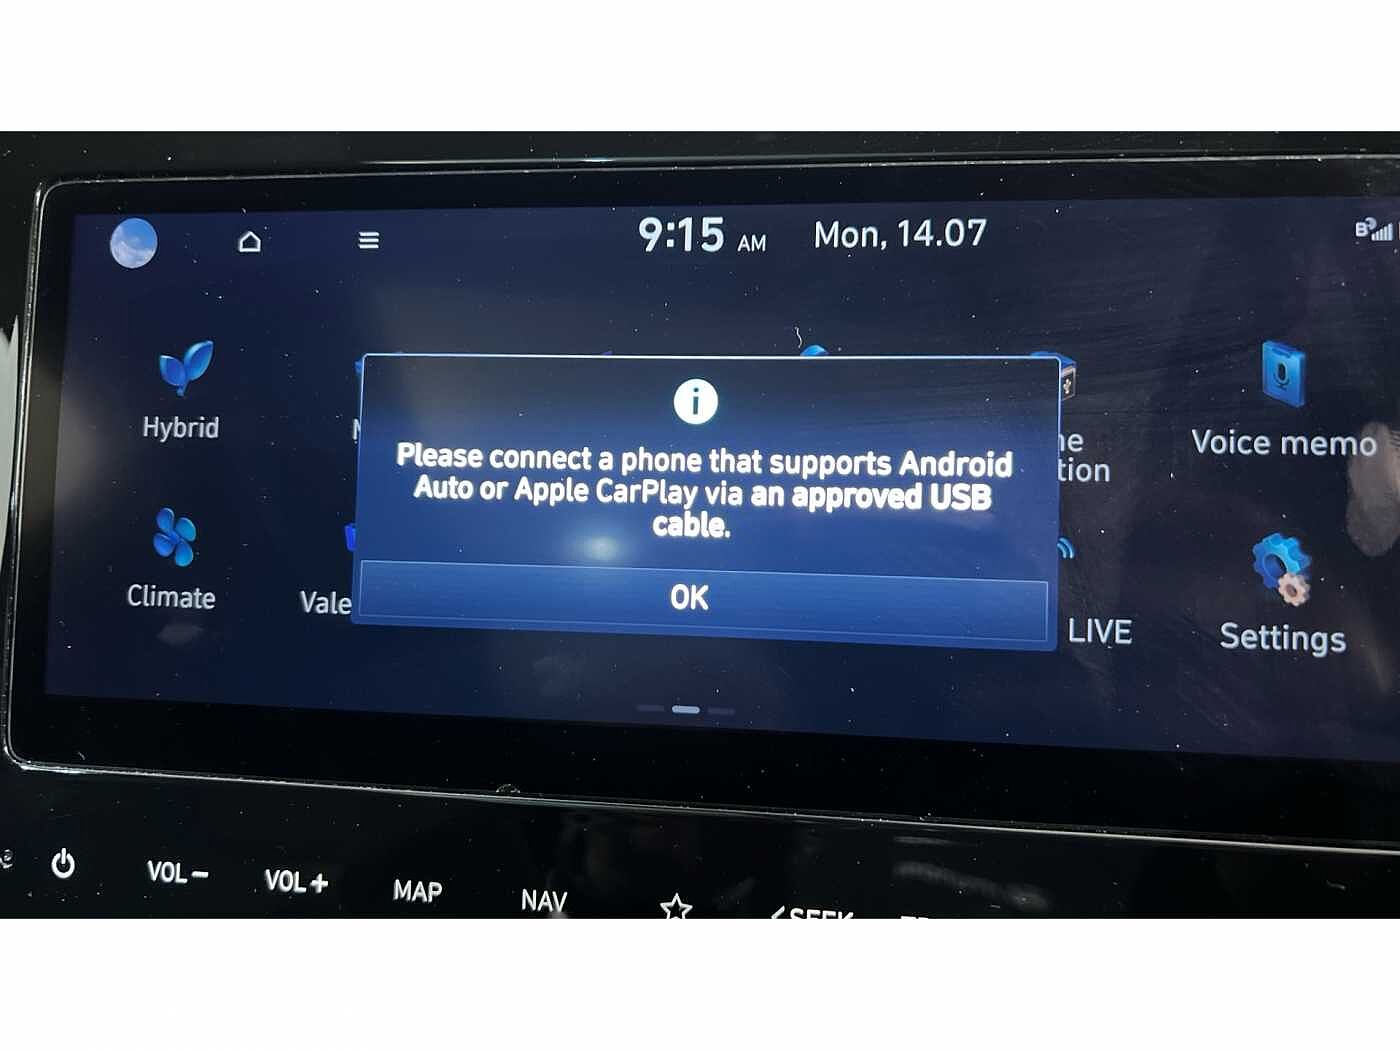 9:15 AM Mon, 14.07
Hybrid
Voice memo
Please connect a phone that supports Android
Auto or Apple CarPlay via an approved USB
cable.
OK
Climate
LIVE
Settings
VOL− VOL+ MAP NAV SEEK